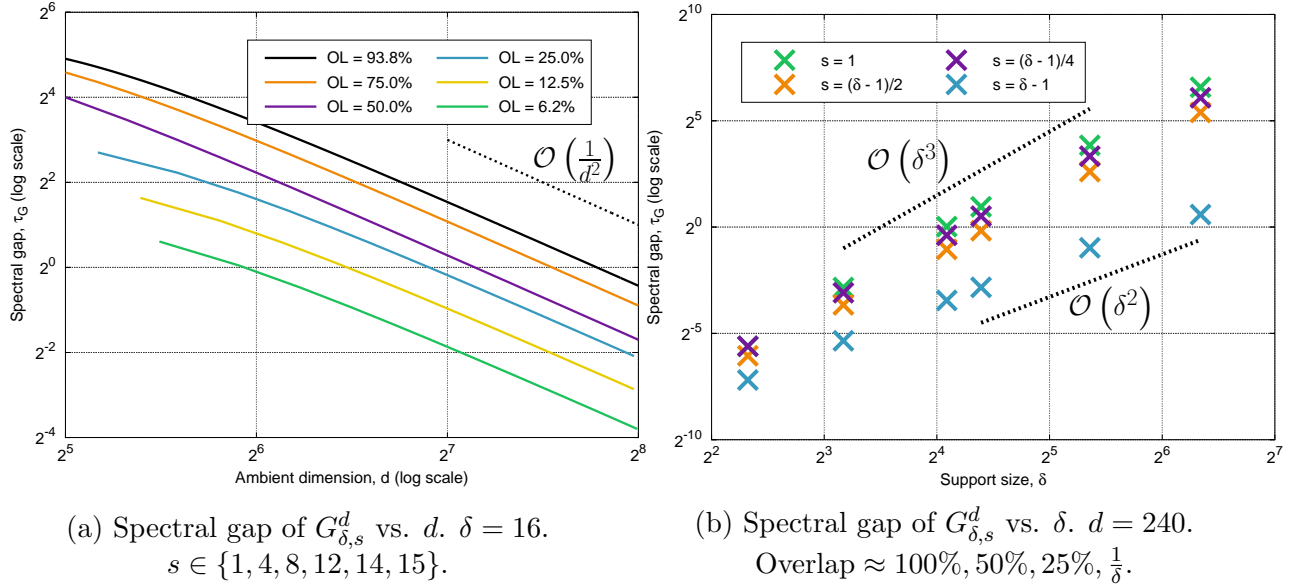 2^6
2^4
2^2
2^0
2^-2
2^-4
Spectral gap, τ_G (log scale)
OL = 93.8%
OL = 75.0%
OL = 50.0%
OL = 25.0%
OL = 12.5%
OL = 6.2%
O(1/d^2)
2^5
2^6
2^7
2^8
Ambient dimension, d (log scale)
(a) Spectral gap of G^d_{δ,s} vs. d. δ = 16.
s ∈ {1, 4, 8, 12, 14, 15}.
2^10
2^5
2^0
2^-5
2^-10
Spectral gap, τ_G (log scale)
s = 1
s = (δ - 1)/2
s = (δ - 1)/4
s = δ - 1
O(δ^3)
O(δ^2)
2^2
2^3
2^4
2^5
2^6
2^7
Support size, δ
(b) Spectral gap of G^d_{δ,s} vs. δ. d = 240.
Overlap ≈ 100%, 50%, 25%, 1/δ.